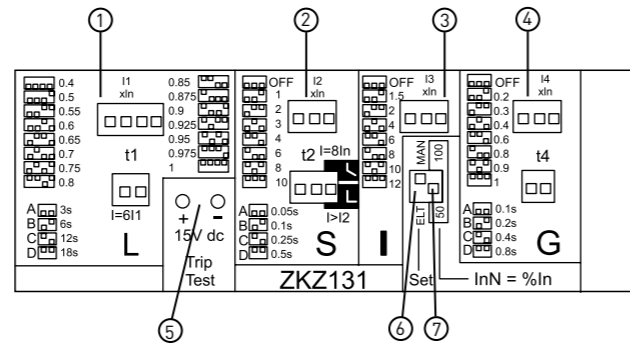 1
2
3
4
I1
xIn
0.4
0.5
0.55
0.6
0.65
0.7
0.75
0.8
0.85
0.875
0.9
0.925
0.95
0.975
1
t1
I=6I1
A 3s
B 6s
C 12s
D 18s
L
+ -
15V dc
Trip
Test
OFF
1
2
3
4
6
8
10
I2
xIn
t2
I=8In
I>I2
A 0.05s
B 0.1s
C 0.25s
D 0.5s
S
ZKZ131
OFF
1.5
2
4
6
8
10
12
I3
xIn
I
MAN
ELT
100
50
Set
InN = %In
OFF
0.2
0.3
0.4
0.6
0.8
0.9
1
I4
xIn
t4
A 0.1s
B 0.2s
C 0.4s
D 0.8s
G
5
6
7